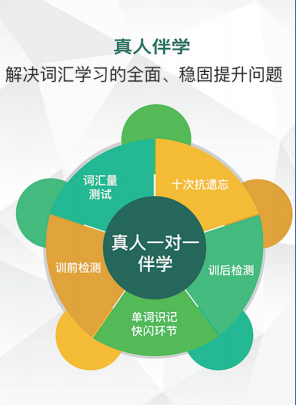 真人伴学
解决词汇学习的全面、稳固提升问题
词汇量
测试
十次抗遗忘
真人一对一
伴学
训前检测
训后检测
单词识记
快闪环节